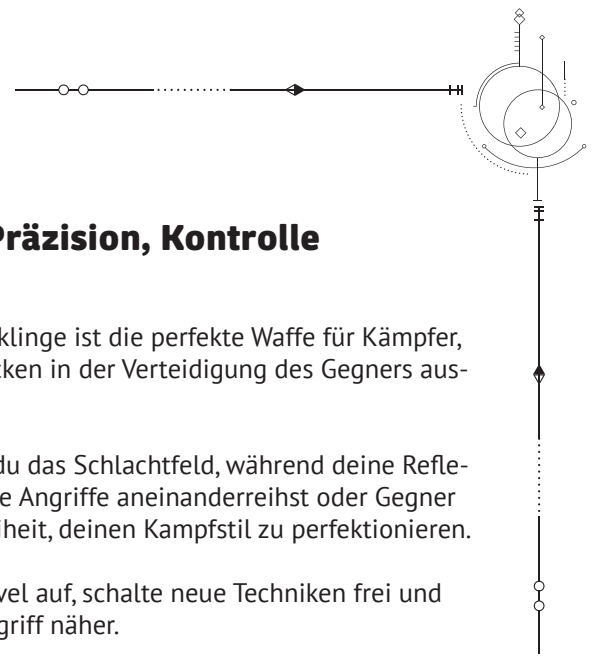 Präzision, Kontrolle
klinge ist die perfekte Waffe für Kämpfer,
cken in der Verteidigung des Gegners aus-
du das Schlachtfeld, während deine Refle-
e Angriffe aneinanderreihst oder Gegner
iheit, deinen Kampfstil zu perfektionieren.
vel auf, schalte neue Techniken frei und
griff näher.